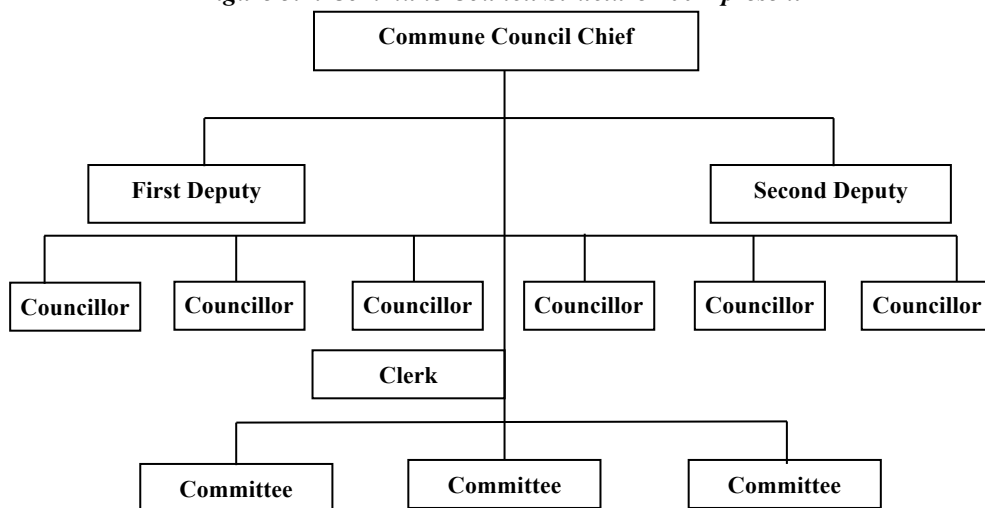 Commune Council Chief
First Deputy
Second Deputy
Councillor
Councillor
Councillor
Councillor
Councillor
Councillor
Clerk
Committee
Committee
Committee